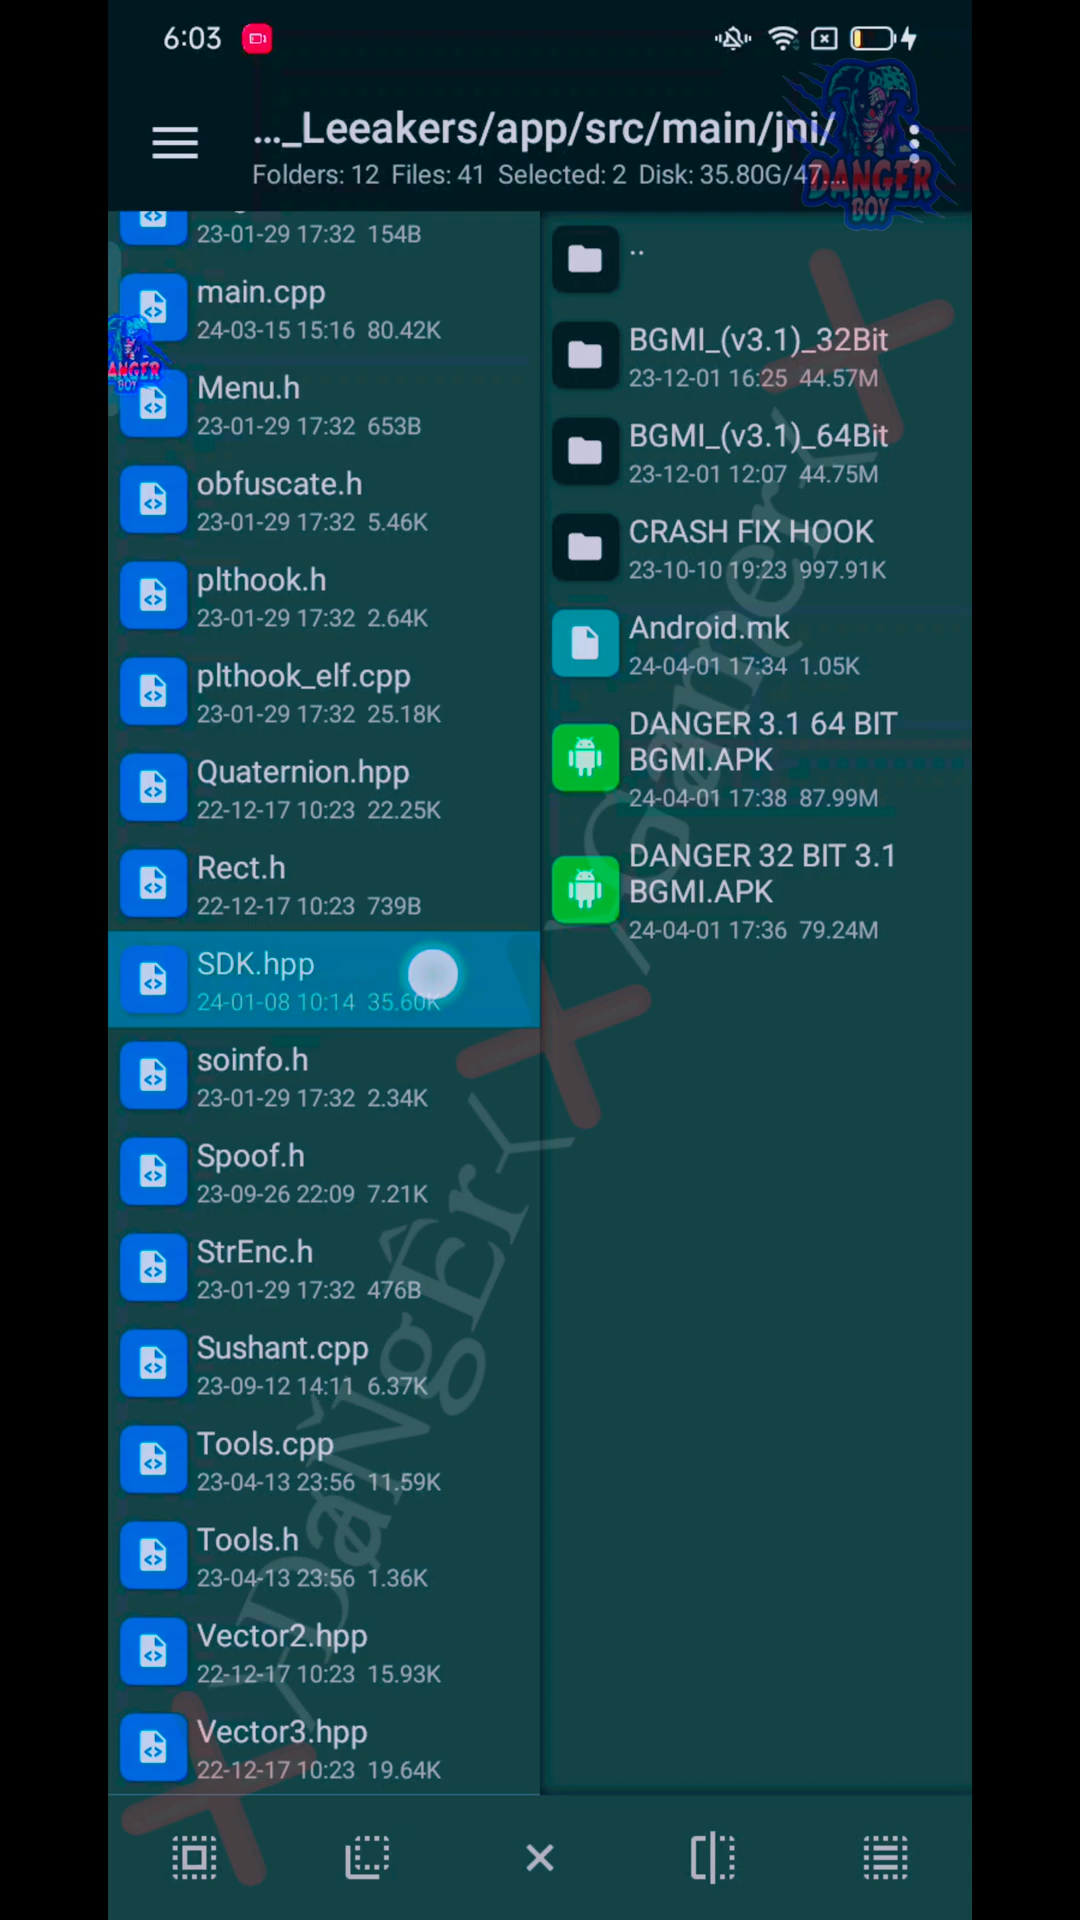 6:03
..._Leeakers/app/src/main/jni/
Folders: 12 Files: 41 Selected: 2 Disk: 35.80G/47....
DANGER
BOY
23-01-29 17:32 154B
main.cpp
24-03-15 15:16 80.42K
Menu.h
23-01-29 17:32 653B
obfuscate.h
23-01-29 17:32 5.46K
plthook.h
23-01-29 17:32 2.64K
plthook_elf.cpp
23-01-29 17:32 25.18K
Quaternion.hpp
22-12-17 10:23 22.25K
Rect.h
22-12-17 10:23 739B
SDK.hpp
24-01-08 10:14 35.60K
soinfo.h
23-01-29 17:32 2.34K
Spoof.h
23-09-26 22:09 7.21K
StrEnc.h
23-01-29 17:32 476B
Sushant.cpp
23-09-12 14:11 6.37K
Tools.cpp
23-04-13 23:56 11.59K
Tools.h
23-04-13 23:56 1.36K
Vector2.hpp
22-12-17 10:23 15.93K
Vector3.hpp
22-12-17 10:23 19.64K
..
BGMI_(v3.1)_32Bit
23-12-01 16:25 44.57M
BGMI_(v3.1)_64Bit
23-12-01 12:07 44.75M
CRASH FIX HOOK
23-10-10 19:23 997.91K
Android.mk
24-04-01 17:34 1.05K
DANGER 3.1 64 BIT
BGMI.APK
24-04-01 17:38 87.99M
DANGER 32 BIT 3.1
BGMI.APK
24-04-01 17:36 79.24M
ANGER
BOY